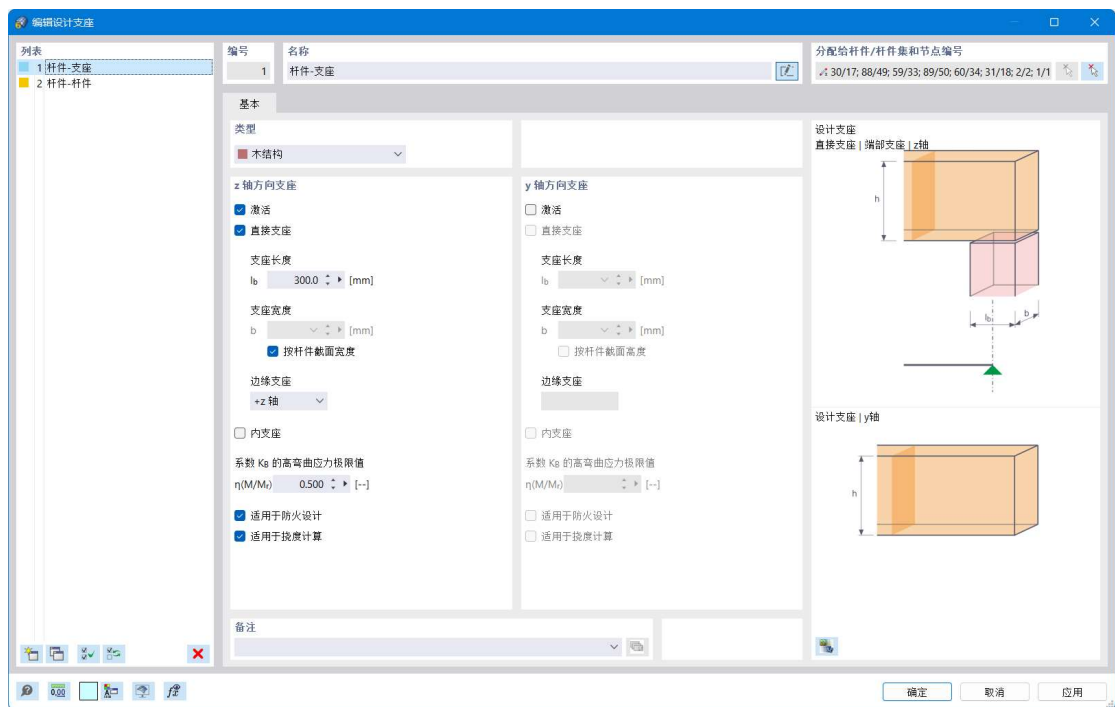 编辑设计支座
列表
1 杆件-支座
2 杆件-杆件
编号
1
名称
杆件-支座
分配给杆件/杆件集和节点编号
30/17; 88/49; 59/33; 89/50; 60/34; 31/18; 2/2; 1/1
基本
类型
木结构
z 轴方向支座
激活
直接支座
支座长度
lb 300.0 [mm]
支座宽度
b [mm]
按杆件截面宽度
边缘支座
+z 轴
内支座
系数 KB 的高弯曲应力极限值
η(M/Mr) 0.500 [--]
适用于防火设计
适用于挠度计算
y 轴方向支座
激活
直接支座
支座长度
lb [mm]
支座宽度
b [mm]
按杆件截面高度
边缘支座
内支座
系数 KB 的高弯曲应力极限值
η(M/Mr) [--]
适用于防火设计
适用于挠度计算
备注
设计支座
直接支座 | 端部支座 | z轴
h
lb
b
设计支座 | y轴
h
0,00
确定
取消
应用